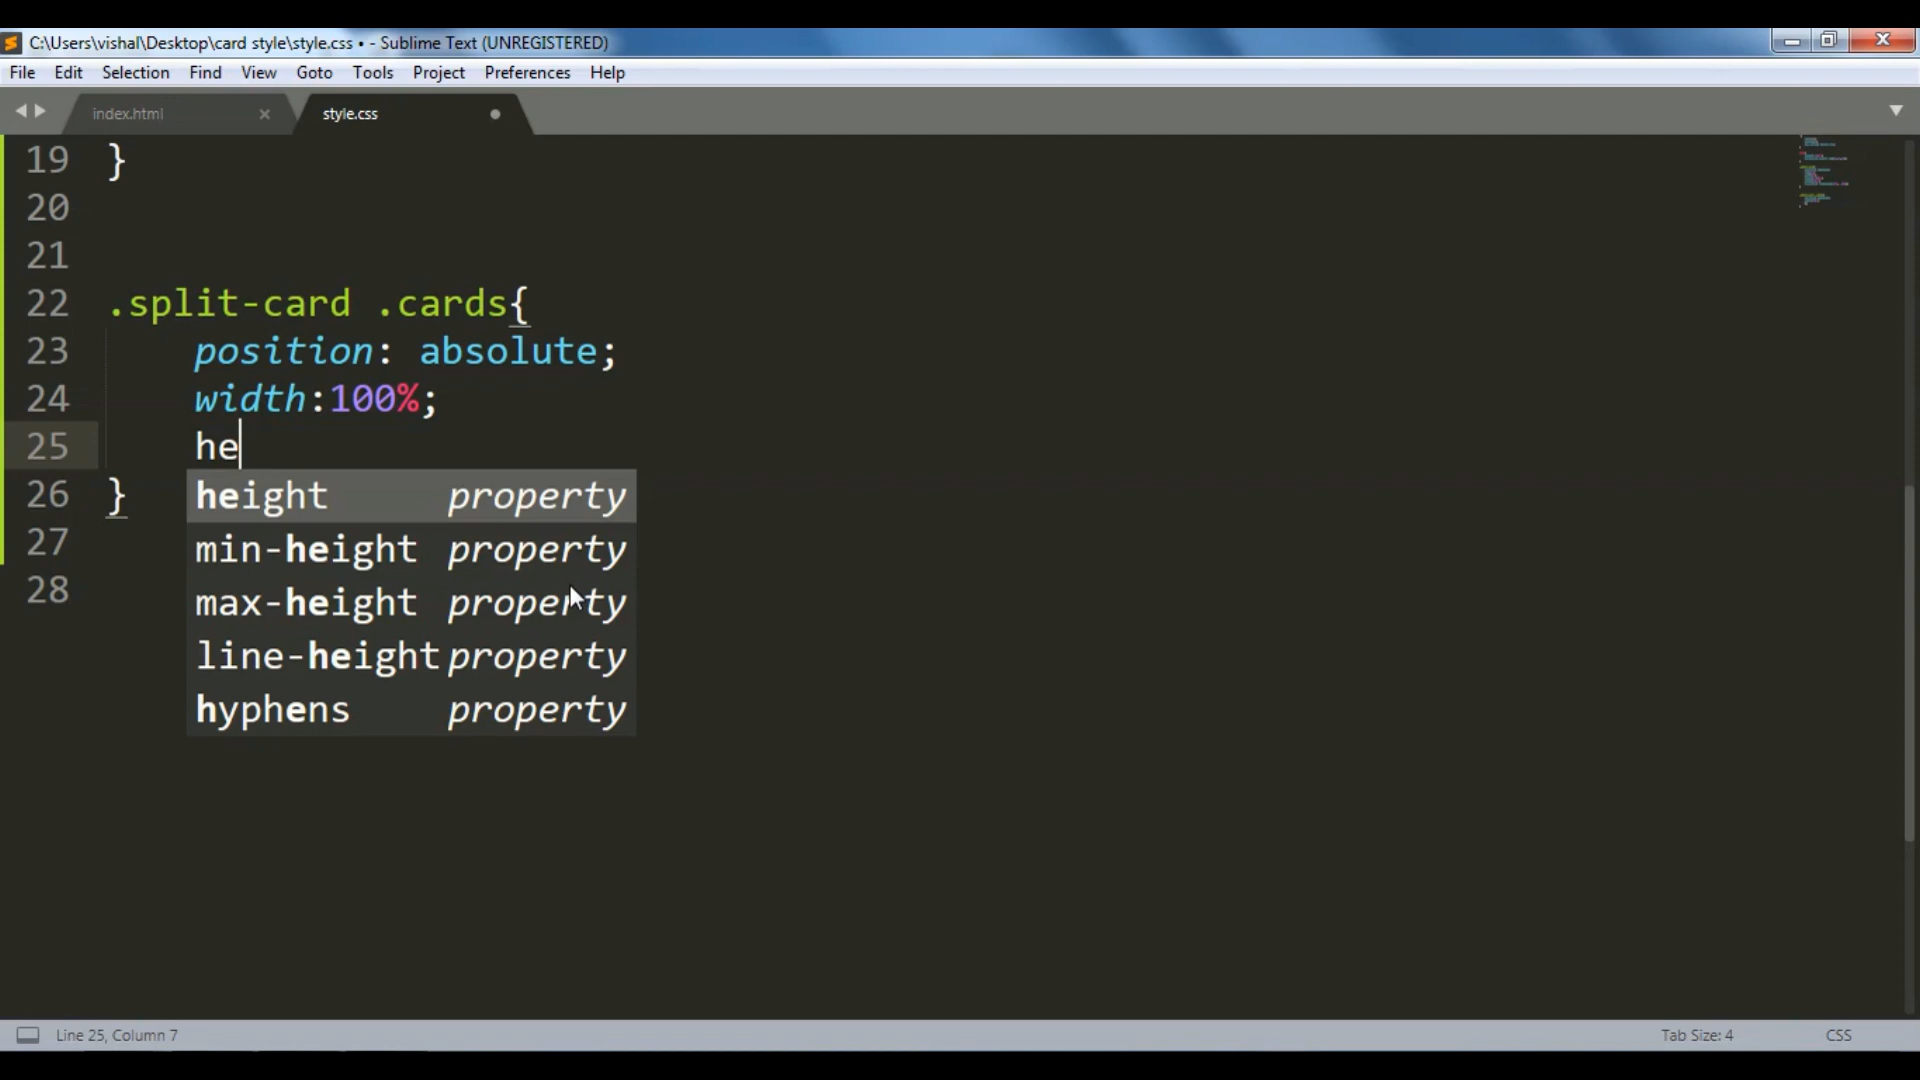 C:\Users\vishal\Desktop\card style\style.css • - Sublime Text (UNREGISTERED)
File Edit Selection Find View Goto Tools Project Preferences Help
index.html × style.css
19 }
20
21
22 .split-card .cards{
23 position: absolute;
24 width:100%;
25 he
26 }
27
28
height property
min-height property
max-height property
line-height property
hyphens property
Line 25, Column 7 Tab Size: 4 CSS